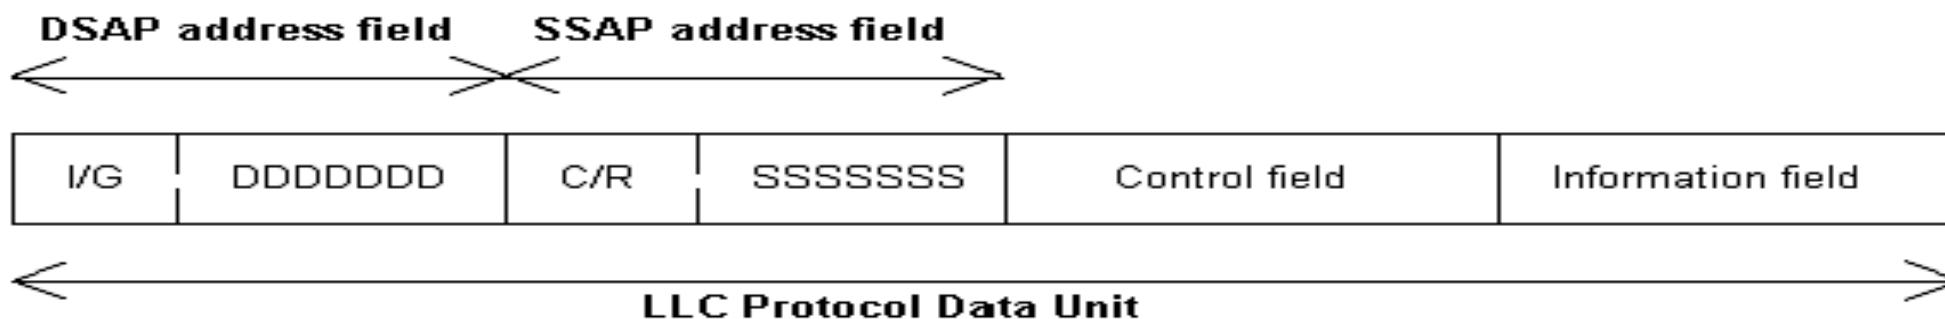 DSAP address field SSAP address field
I/G DDDDDDD C/R SSSSSSS Control field Information field
LLC Protocol Data Unit